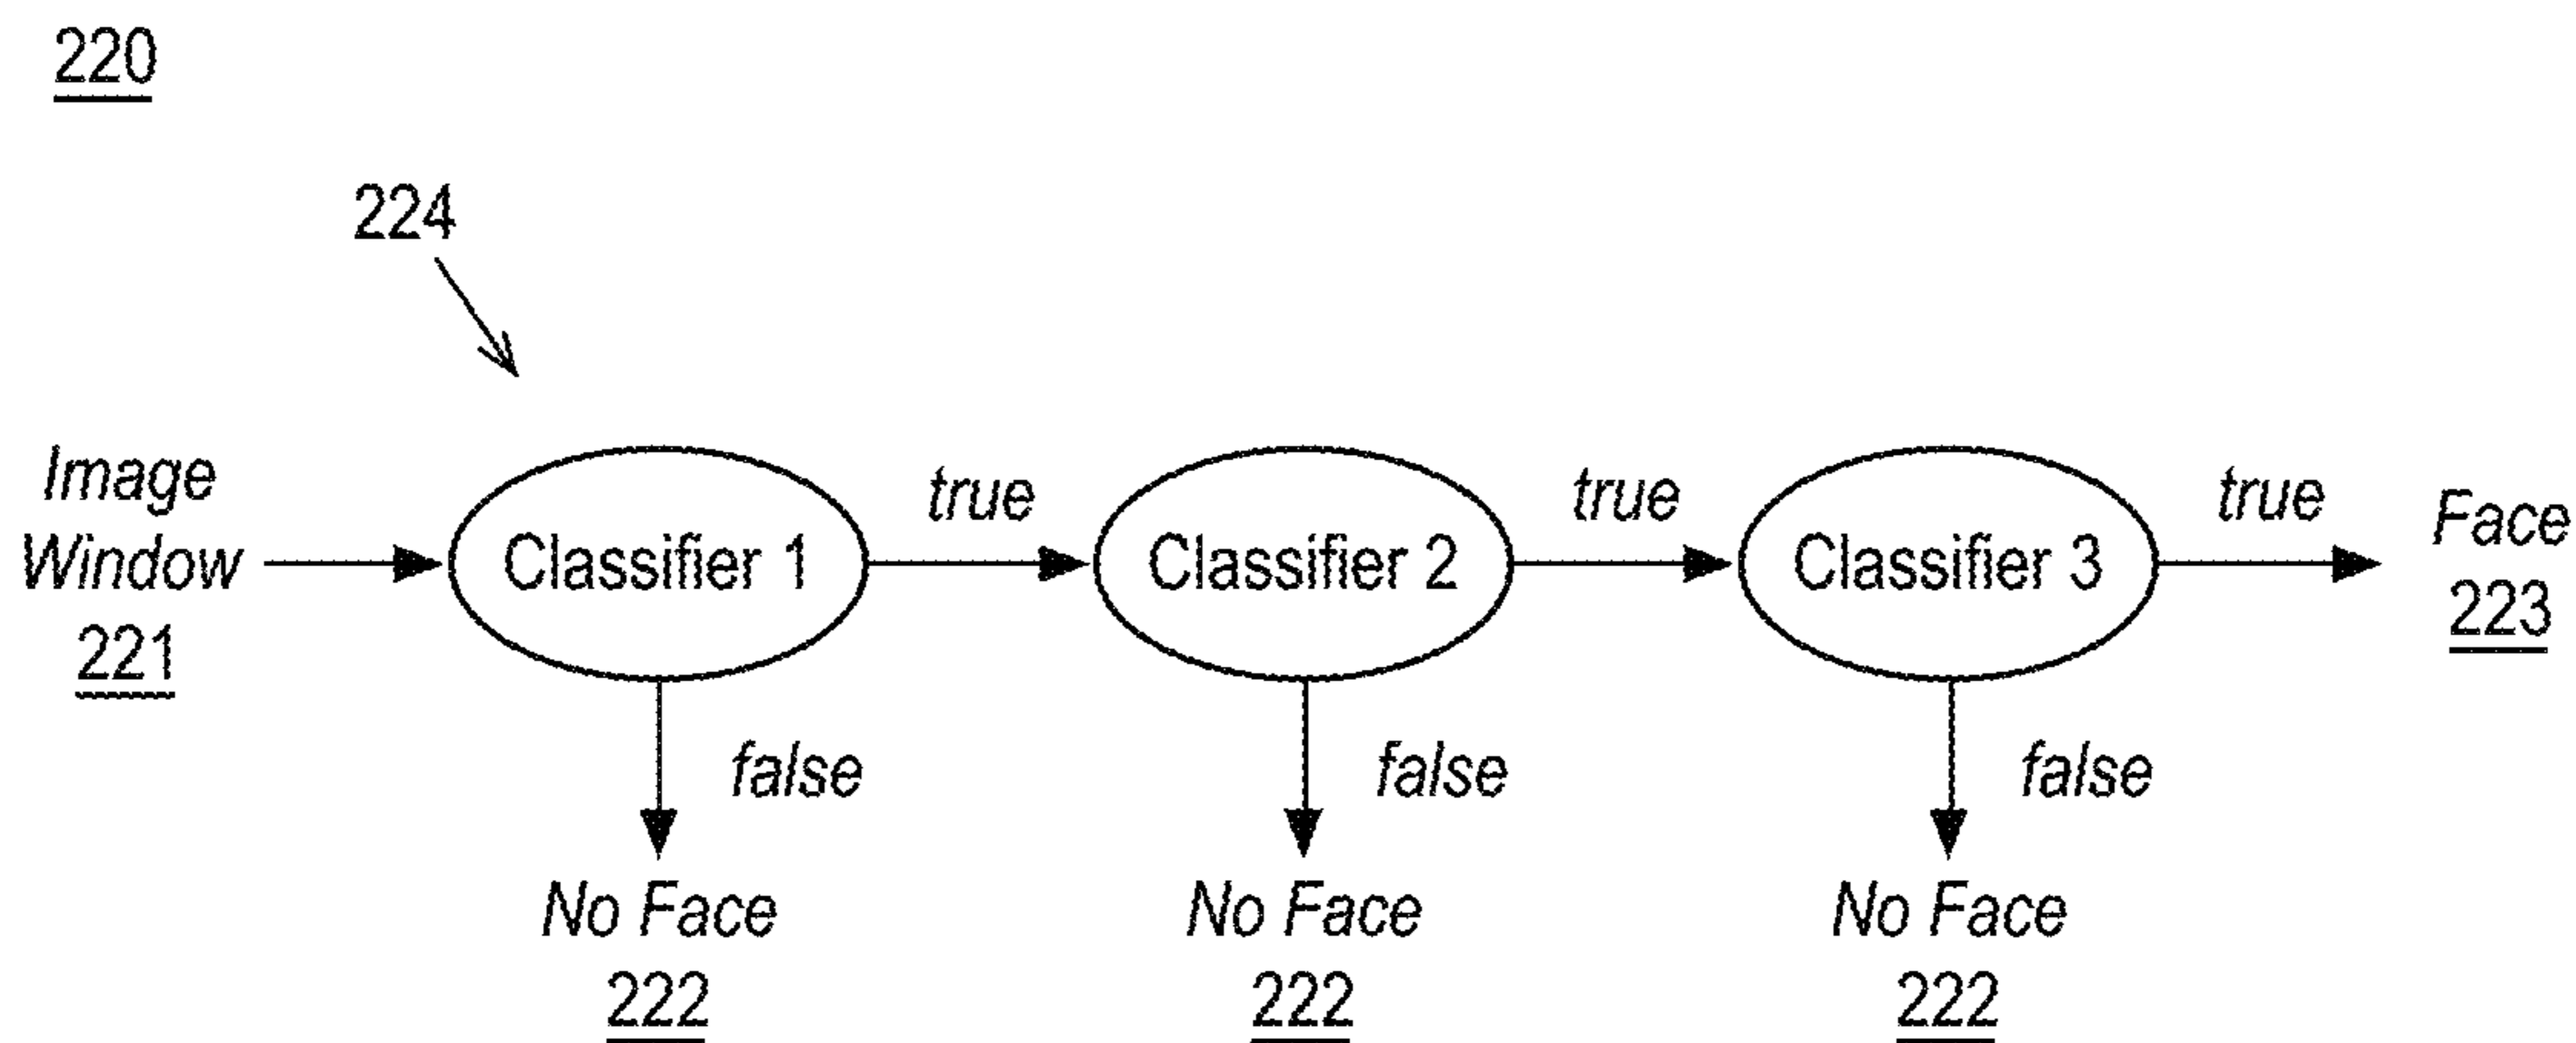 220
224
Image
Window
221
Classifier 1
true
Classifier 2
true
Classifier 3
true
Face
223
false
false
false
No Face
222
No Face
222
No Face
222